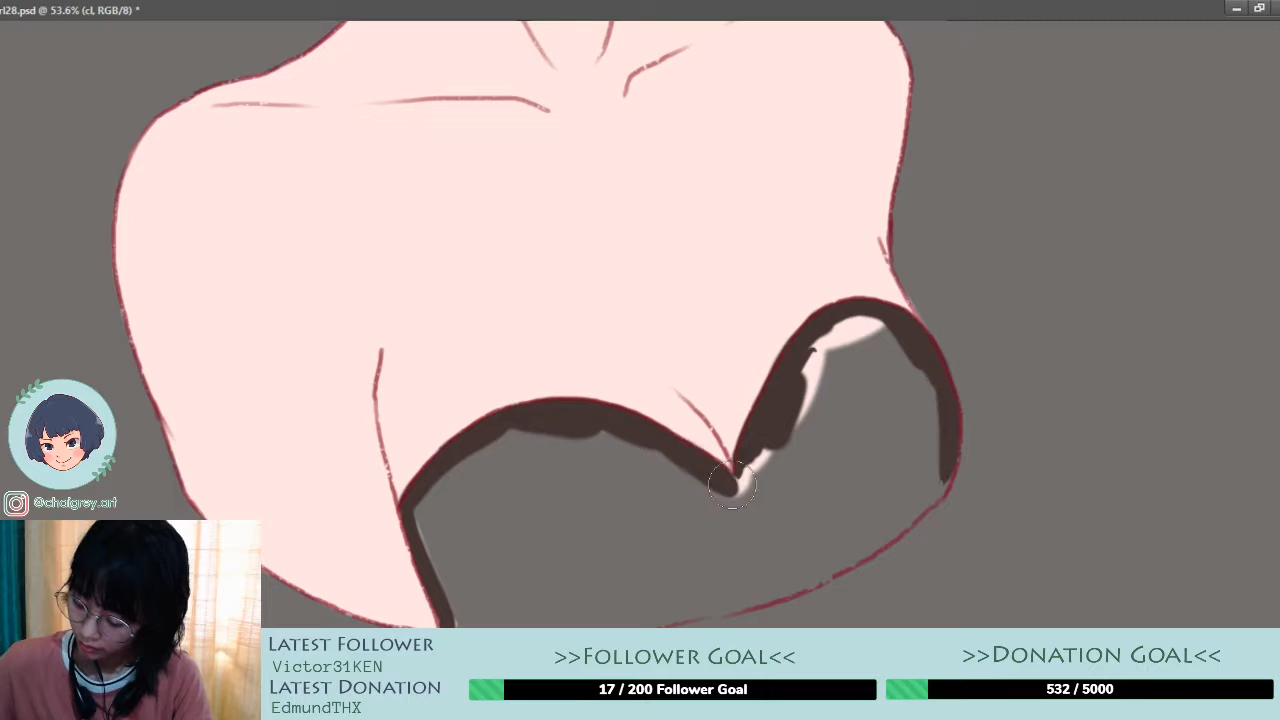 rl28.psd @ 53.6% (cl, RGB/8) *
@chaigrey.art
LATEST FOLLOWER
Victor31KEN
LATEST DONATION
EdmundTHX
>>FOLLOWER GOAL<<
17 / 200 Follower Goal
>>DONATION GOAL<<
532 / 5000